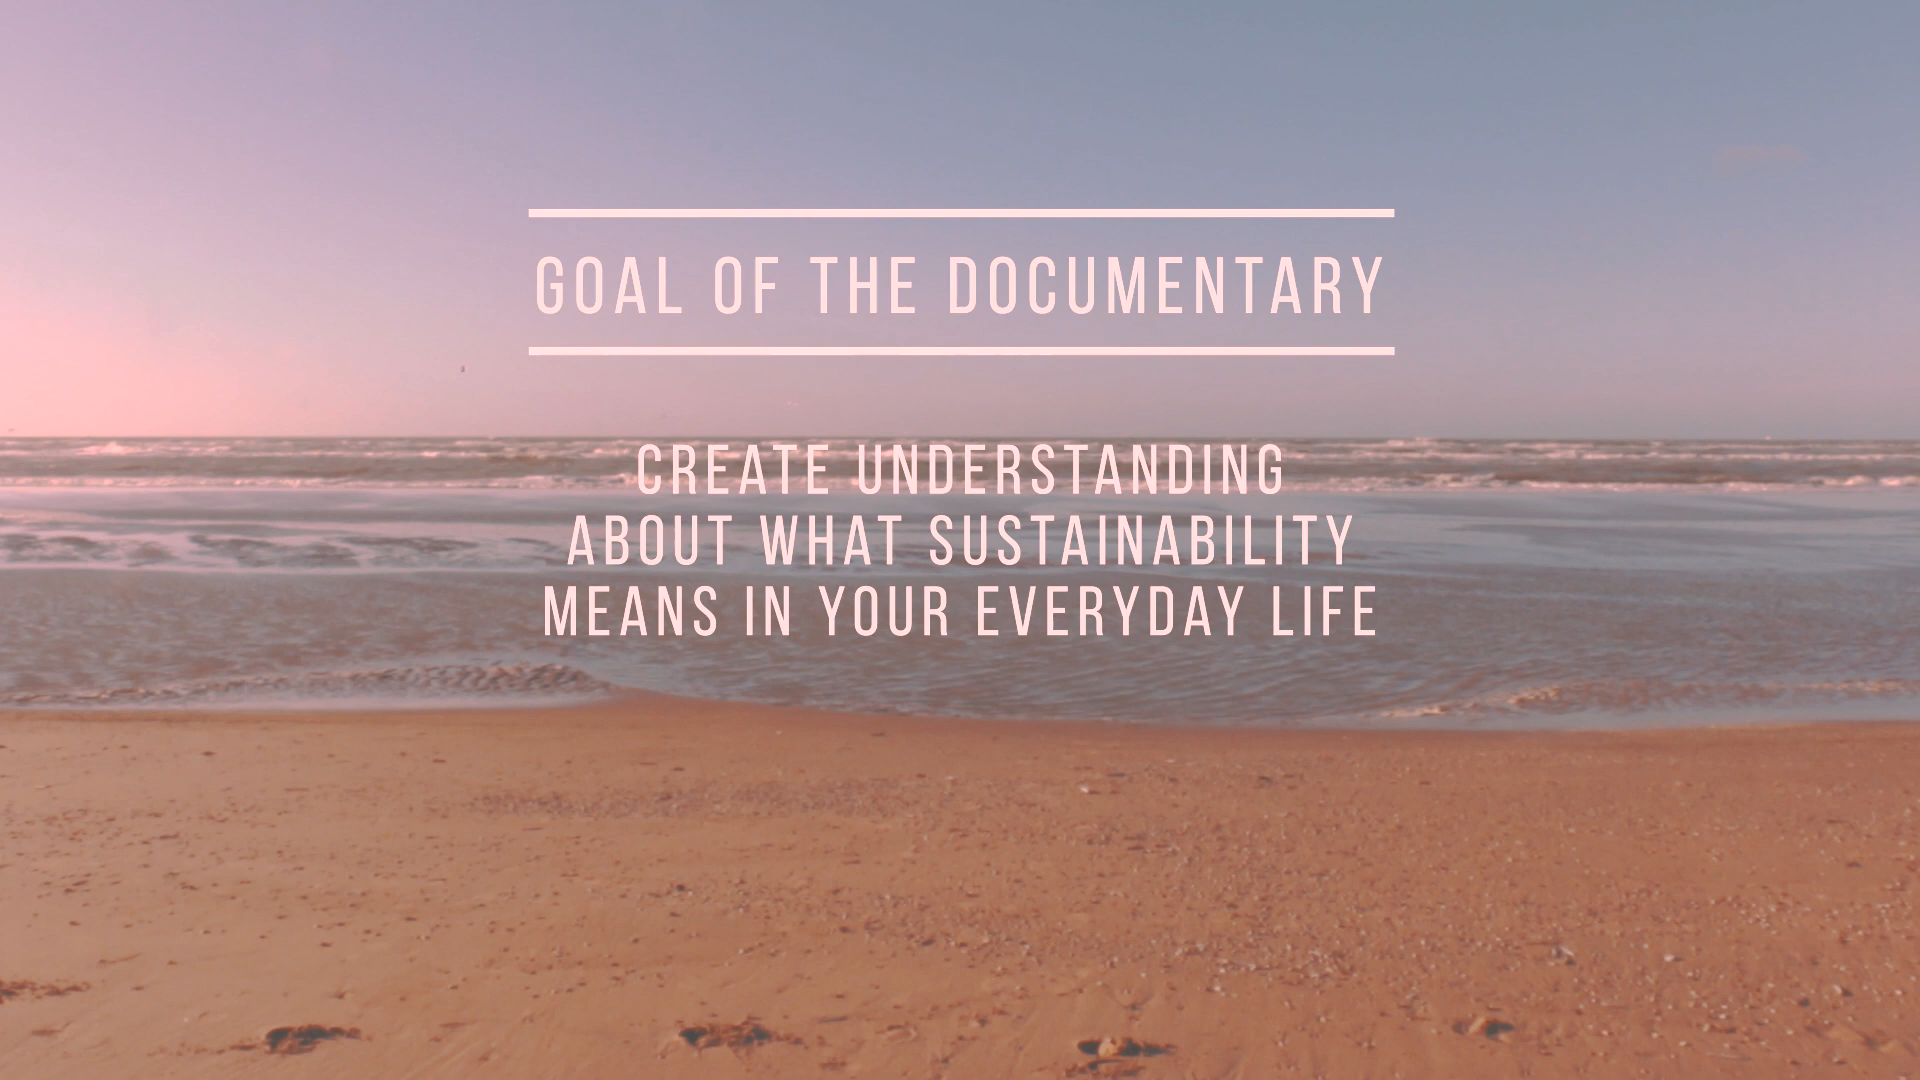 GOAL OF THE DOCUMENTARY
CREATE UNDERSTANDING
ABOUT WHAT SUSTAINABILITY
MEANS IN YOUR EVERYDAY LIFE